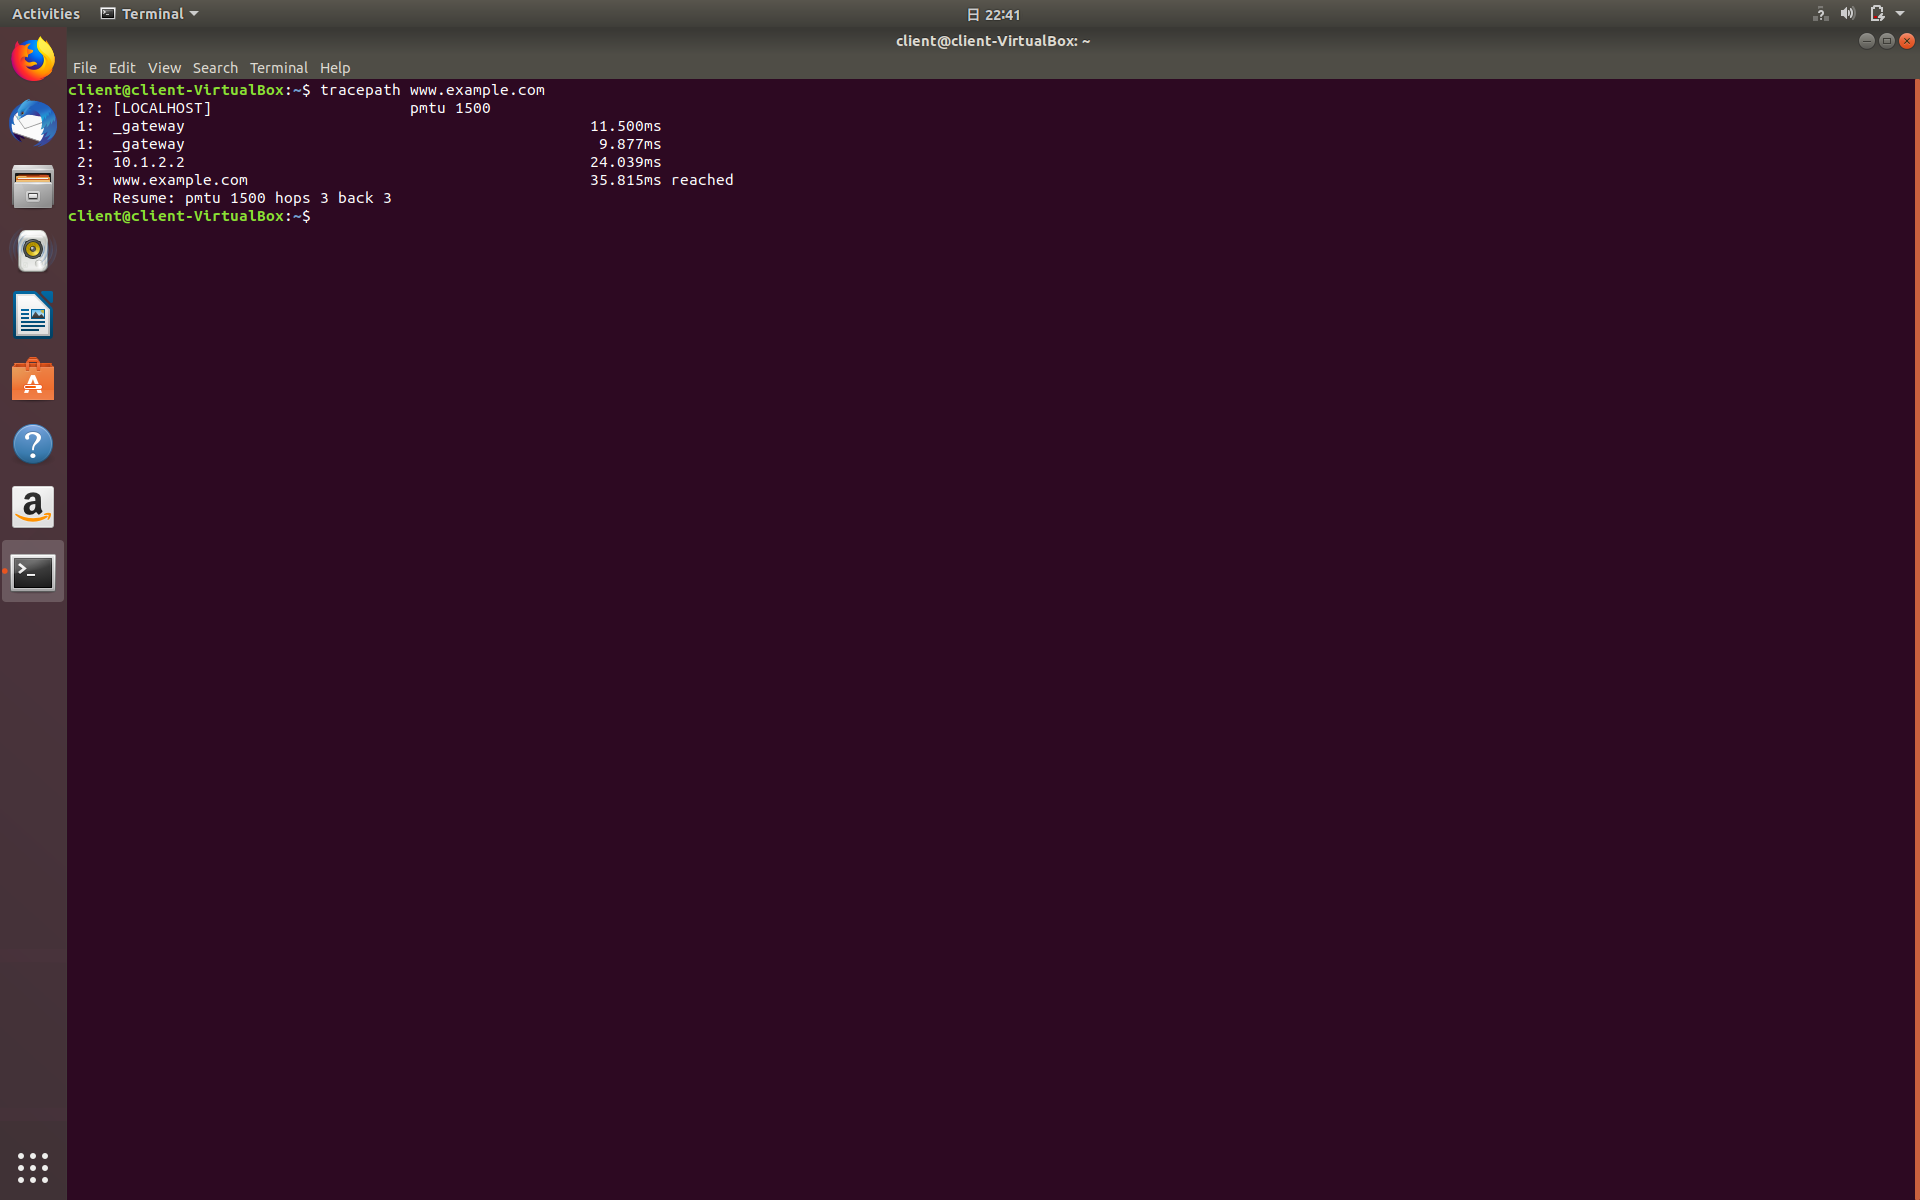 Activities Terminal 日 22:41
client@client-VirtualBox: ~
File Edit View Search Terminal Help
client@client-VirtualBox:~$ tracepath www.example.com
 1?: [LOCALHOST]                      pmtu 1500
 1:  _gateway                                             11.500ms
 1:  _gateway                                              9.877ms
 2:  10.1.2.2                                             24.039ms
 3:  www.example.com                                      35.815ms reached
     Resume: pmtu 1500 hops 3 back 3
client@client-VirtualBox:~$